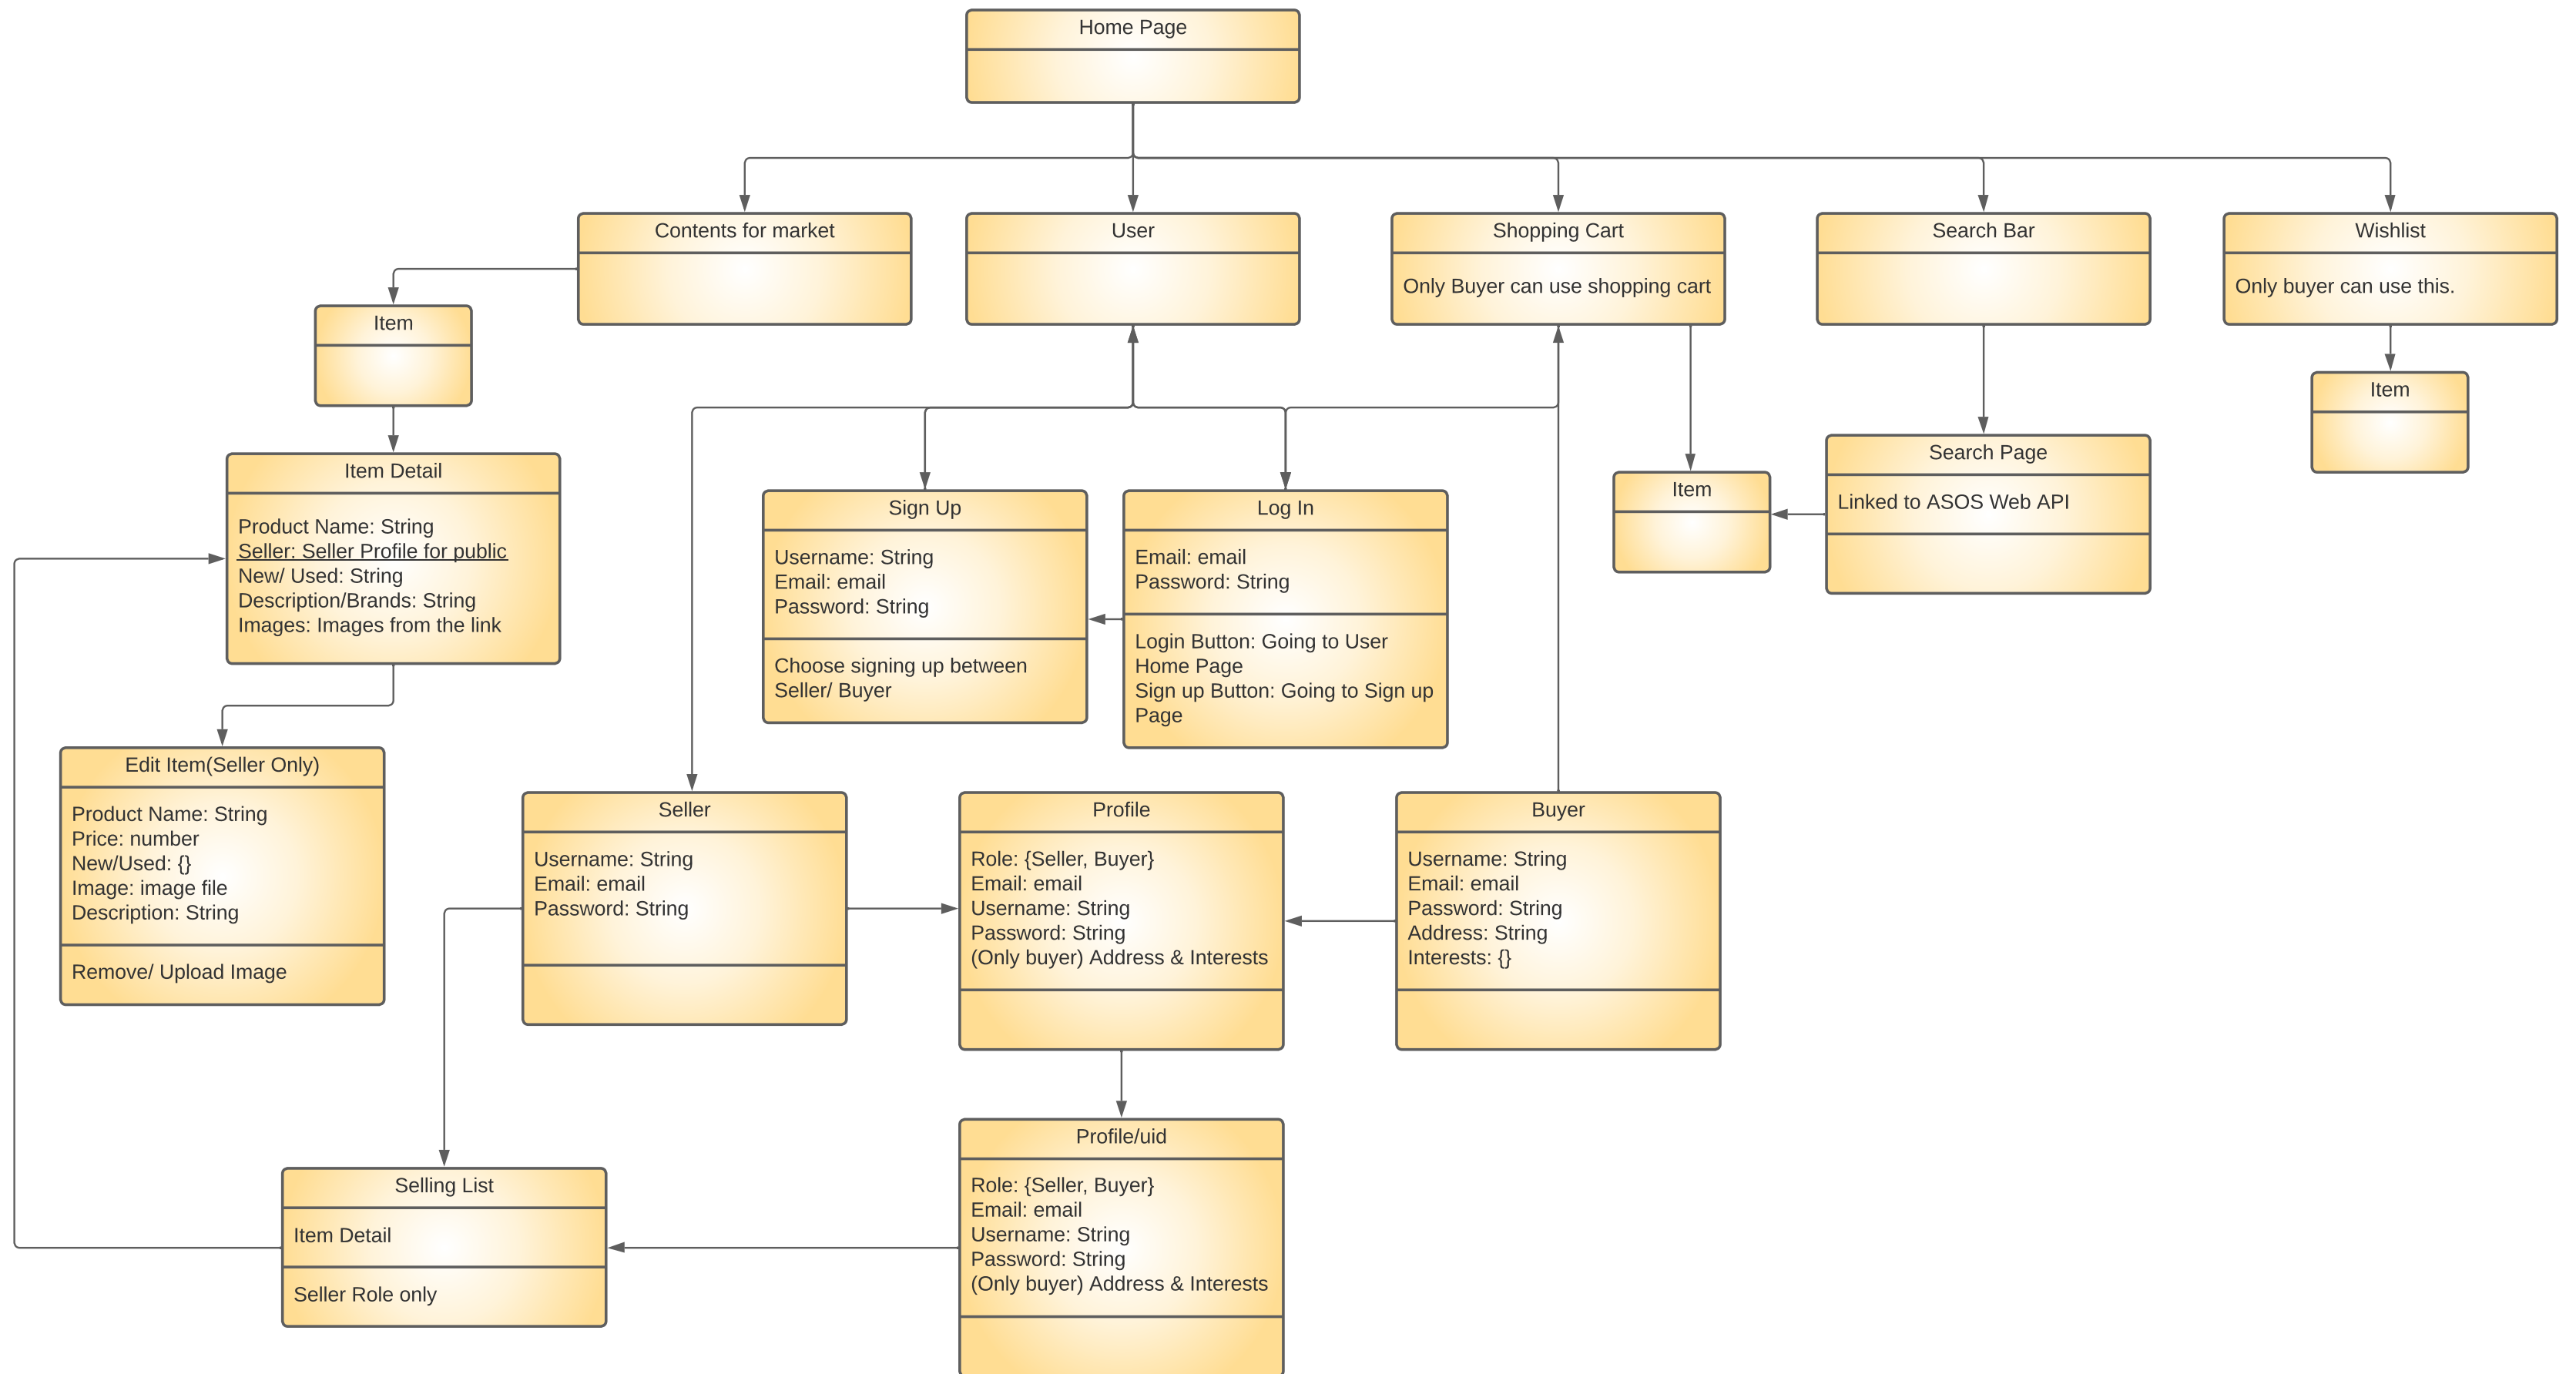 Home Page
Contents for market
User
Shopping Cart
Only Buyer can use shopping cart
Search Bar
Wishlist
Only buyer can use this.
Item
Item
Item Detail
Product Name: String
Seller: Seller Profile for public
New/ Used: String
Description/Brands: String
Images: Images from the link
Sign Up
Username: String
Email: email
Password: String
Choose signing up between
Seller/ Buyer
Log In
Email: email
Password: String
Login Button: Going to User
Home Page
Sign up Button: Going to Sign up
Page
Item
Search Page
Linked to ASOS Web API
Edit Item(Seller Only)
Product Name: String
Price: number
New/Used: {}
Image: image file
Description: String
Remove/ Upload Image
Seller
Username: String
Email: email
Password: String
Profile
Role: {Seller, Buyer}
Email: email
Username: String
Password: String
(Only buyer) Address & Interests
Buyer
Username: String
Email: email
Password: String
Address: String
Interests: {}
Selling List
Item Detail
Seller Role only
Profile/uid
Role: {Seller, Buyer}
Email: email
Username: String
Password: String
(Only buyer) Address & Interests